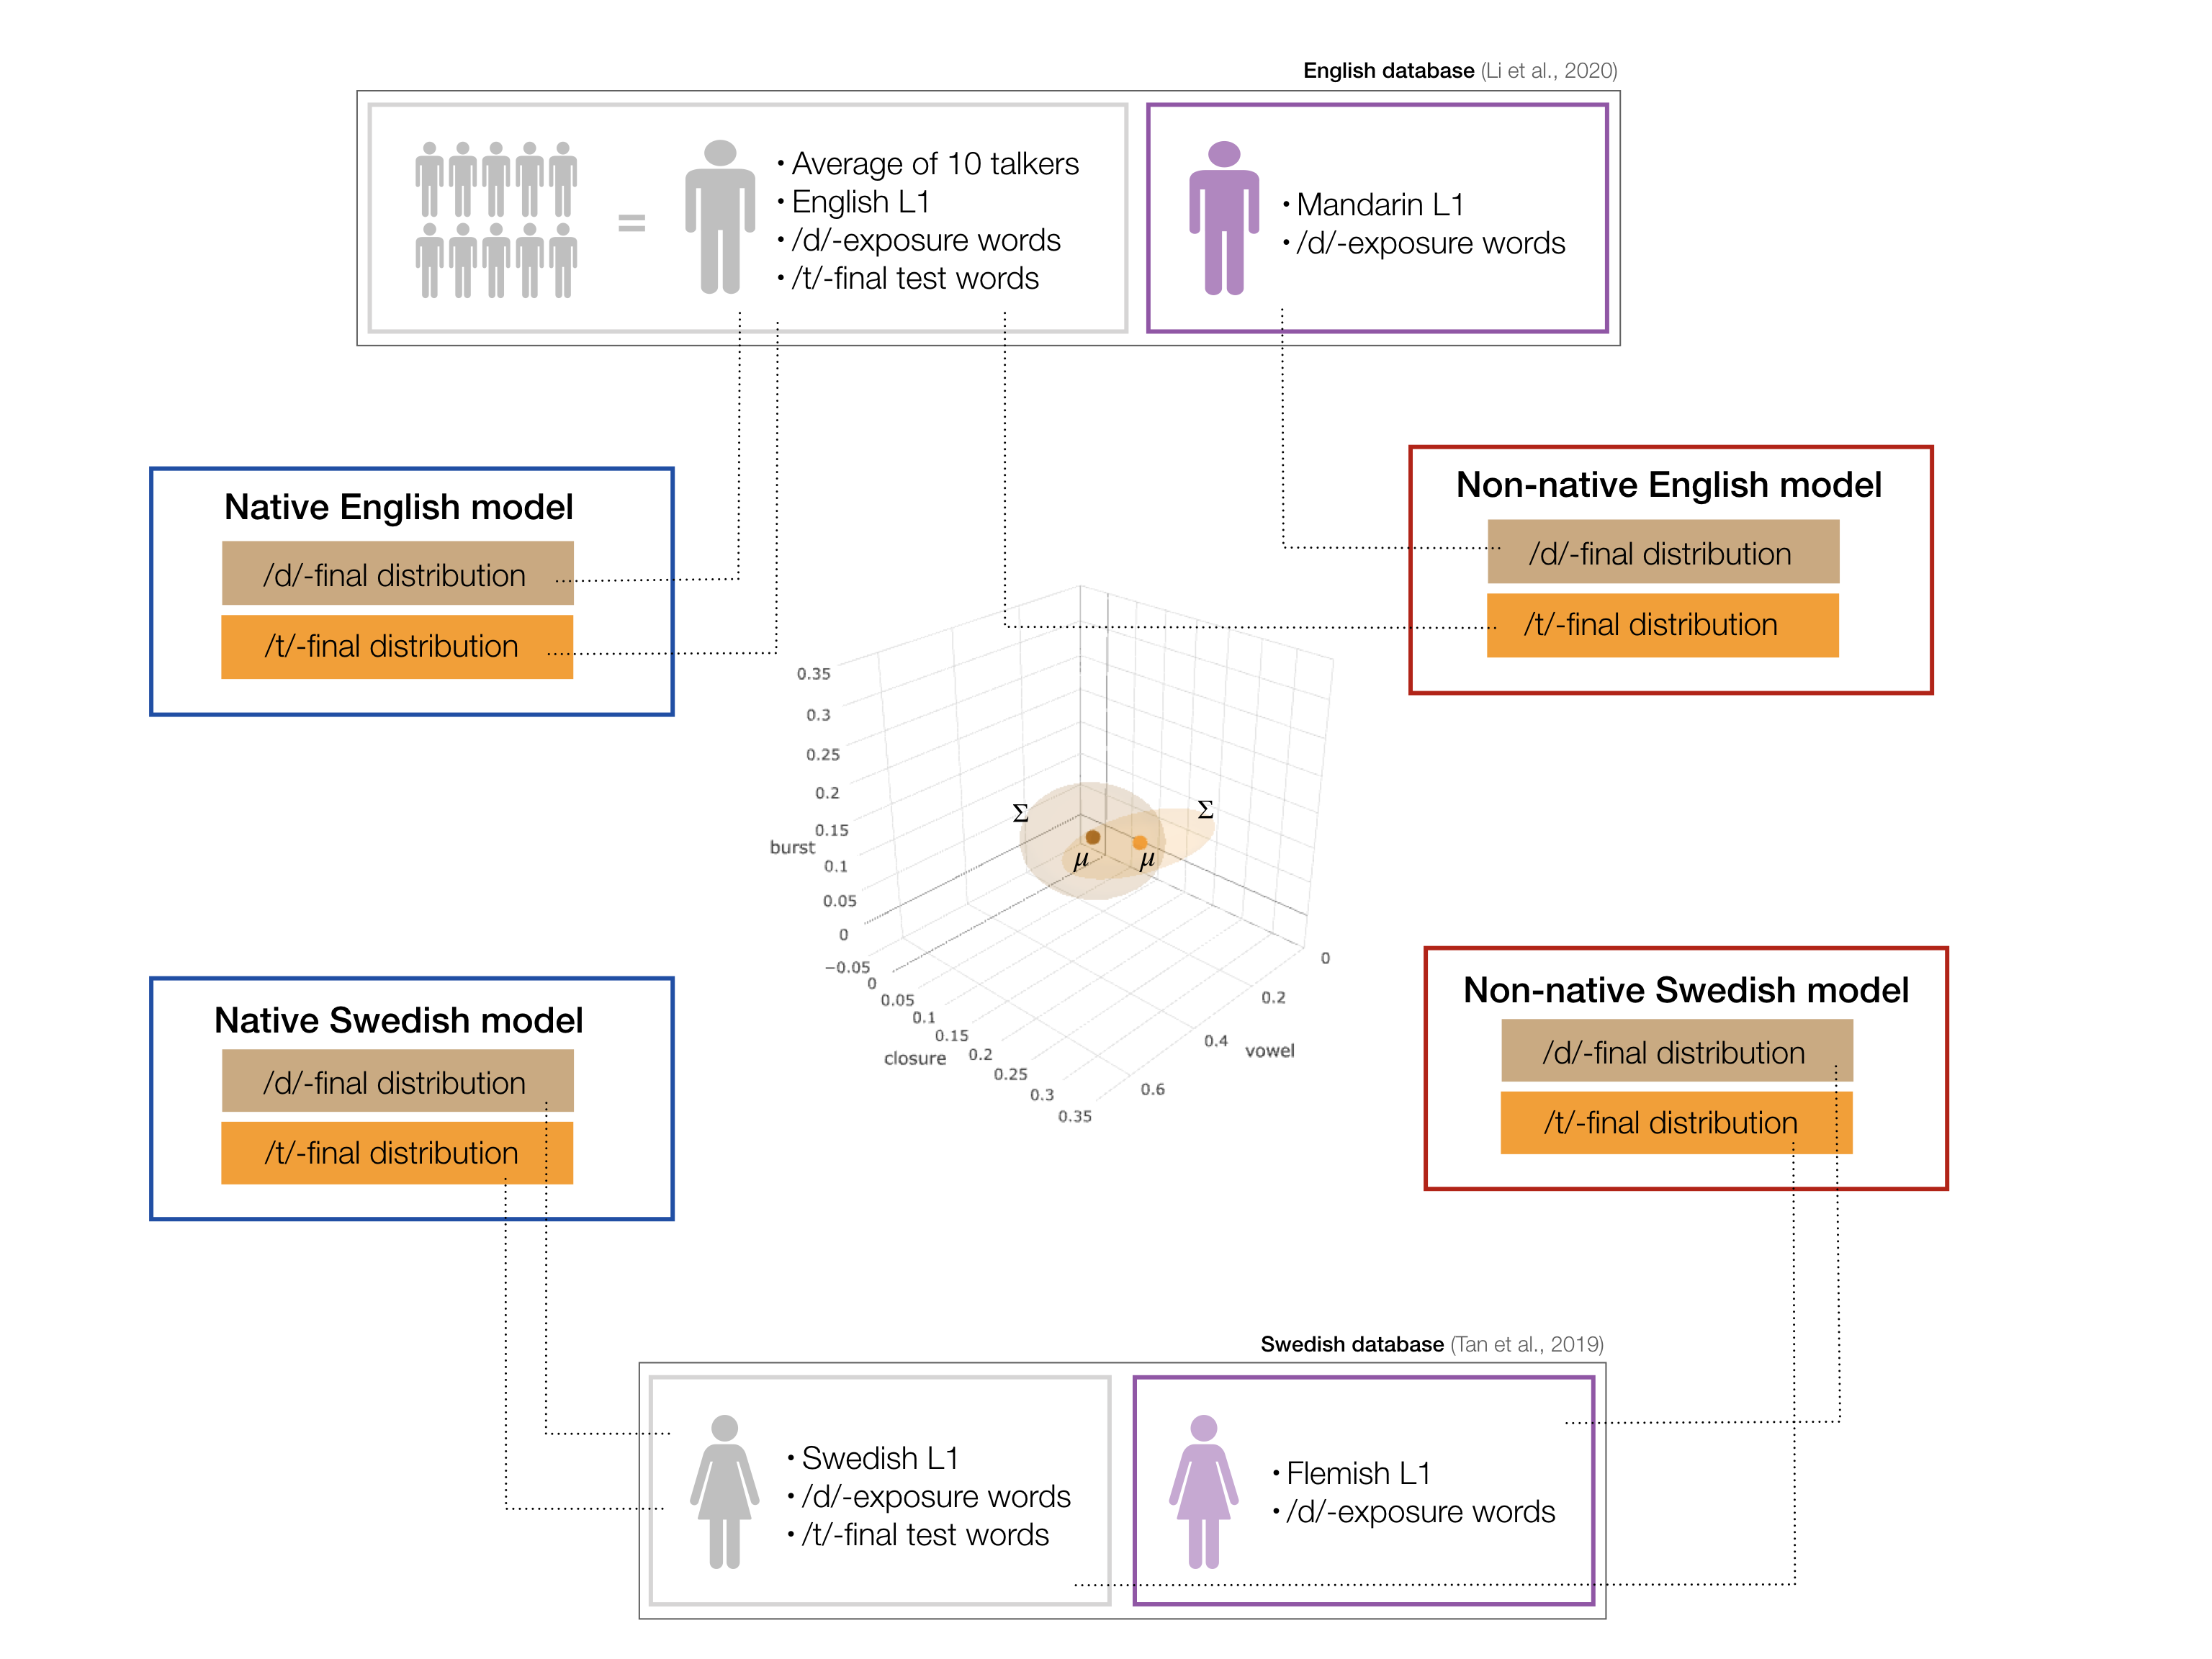 English database (Li et al., 2020)
• Average of 10 talkers
• English L1
• /d/-exposure words
• /t/-final test words
=
• Mandarin L1
• /d/-exposure words
Native English model
/d/-final distribution
/t/-final distribution
Non-native English model
/d/-final distribution
/t/-final distribution
0.35
0.3
0.25
0.2
0.15
burst
0.1
0.05
0
−0.05
Σ
Σ
μ
μ
0
0.05
0.1
0.15
closure
0.2
0.25
0.3
0.35
0
0.2
0.4
vowel
0.6
Native Swedish model
/d/-final distribution
/t/-final distribution
Non-native Swedish model
/d/-final distribution
/t/-final distribution
Swedish database (Tan et al., 2019)
• Swedish L1
• /d/-exposure words
• /t/-final test words
• Flemish L1
• /d/-exposure words